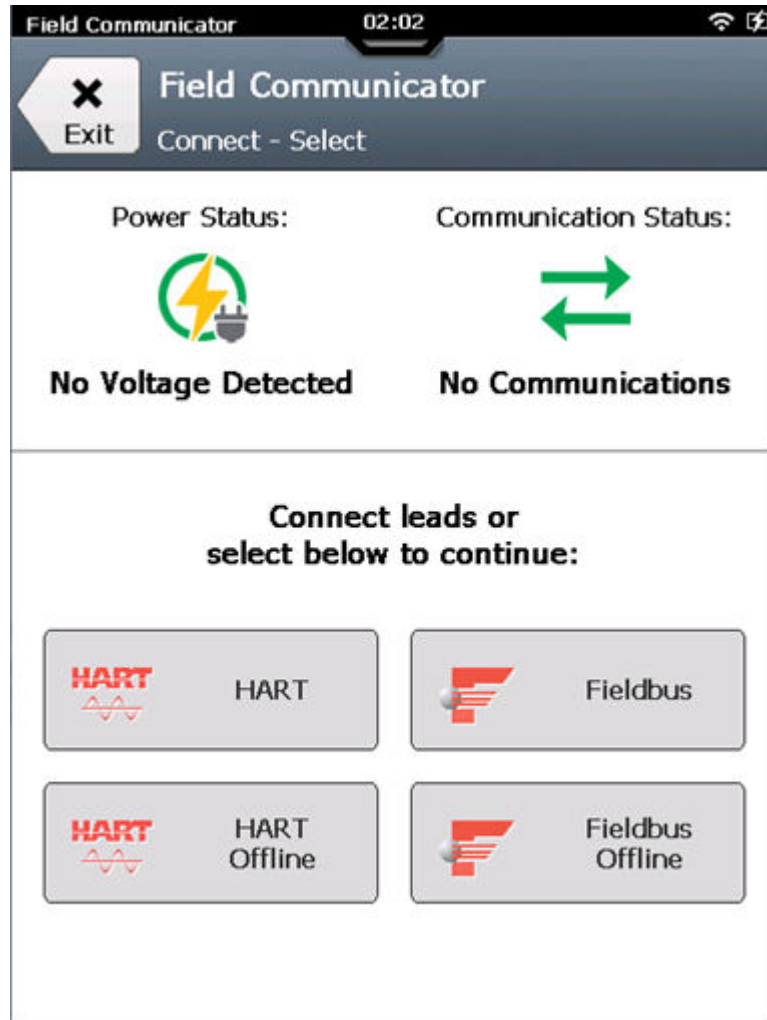 Field Communicator 02:02
Exit
Field Communicator
Connect - Select
Power Status: Communication Status:
No Voltage Detected No Communications
Connect leads or
select below to continue:
HART HART
Fieldbus
HART HART
Offline
Fieldbus
Offline